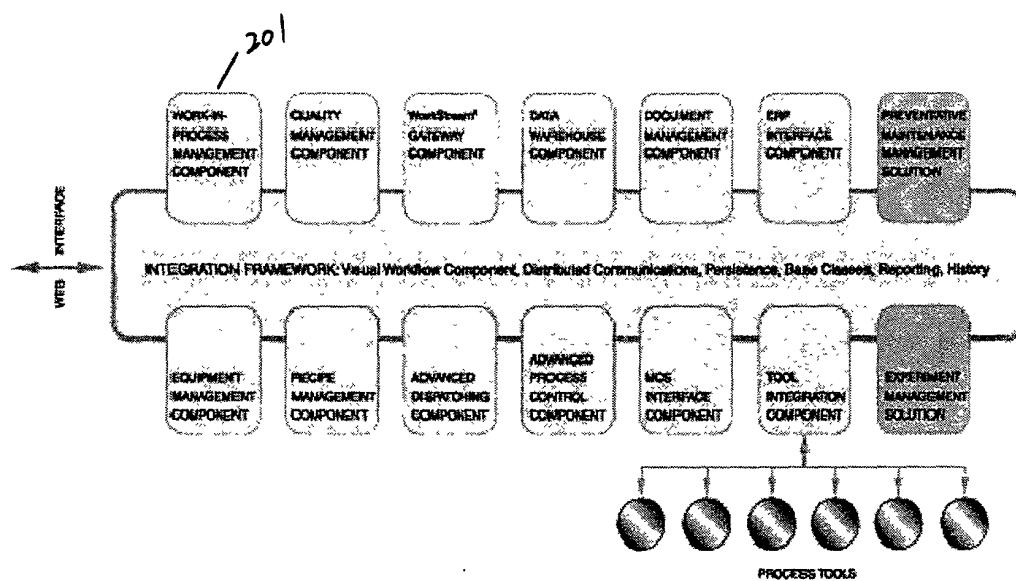 201
WORK-IN-
PROCESS
MANAGEMENT
COMPONENT
QUALITY
MANAGEMENT
COMPONENT
WorkStream
GATEWAY
COMPONENT
DATA
WAREHOUSE
COMPONENT
DOCUMENT
MANAGEMENT
COMPONENT
ERP
INTERFACE
COMPONENT
PREVENTATIVE
MAINTENANCE
MANAGEMENT
SOLUTION
WEB INTERFACE
INTEGRATION FRAMEWORK: Visual Workflow Component, Distributed Communications, Persistence, Base Classes, Reporting, History
EQUIPMENT
MANAGEMENT
COMPONENT
RECIPE
MANAGEMENT
COMPONENT
ADVANCED
DISPATCHING
COMPONENT
ADVANCED
PROCESS
CONTROL
COMPONENT
MCS
INTERFACE
COMPONENT
TOOL
INTEGRATION
COMPONENT
EXPERIMENT
MANAGEMENT
SOLUTION
PROCESS TOOLS